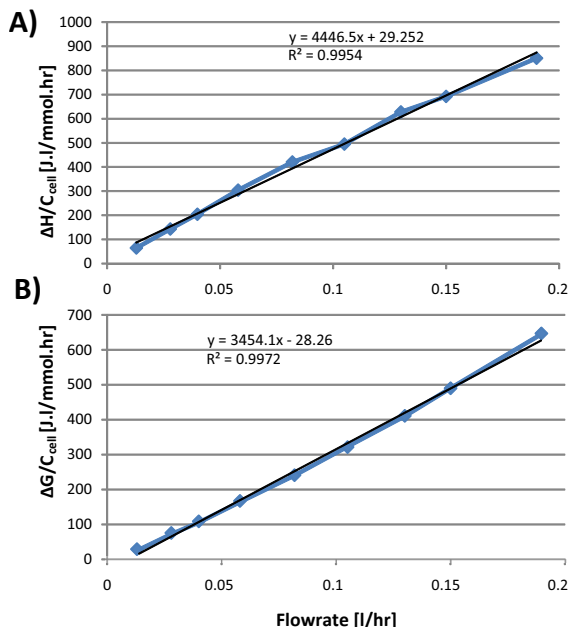 A)
y = 4446.5x + 29.252
R² = 0.9954
ΔH/C_cell [J.l/mmol.hr]
1000
900
800
700
600
500
400
300
200
100
0
0 0.05 0.1 0.15 0.2
B)
y = 3454.1x - 28.26
R² = 0.9972
ΔG/C_cell [J.l/mmol.hr]
700
600
500
400
300
200
100
0
0 0.05 0.1 0.15 0.2
Flowrate [l/hr]